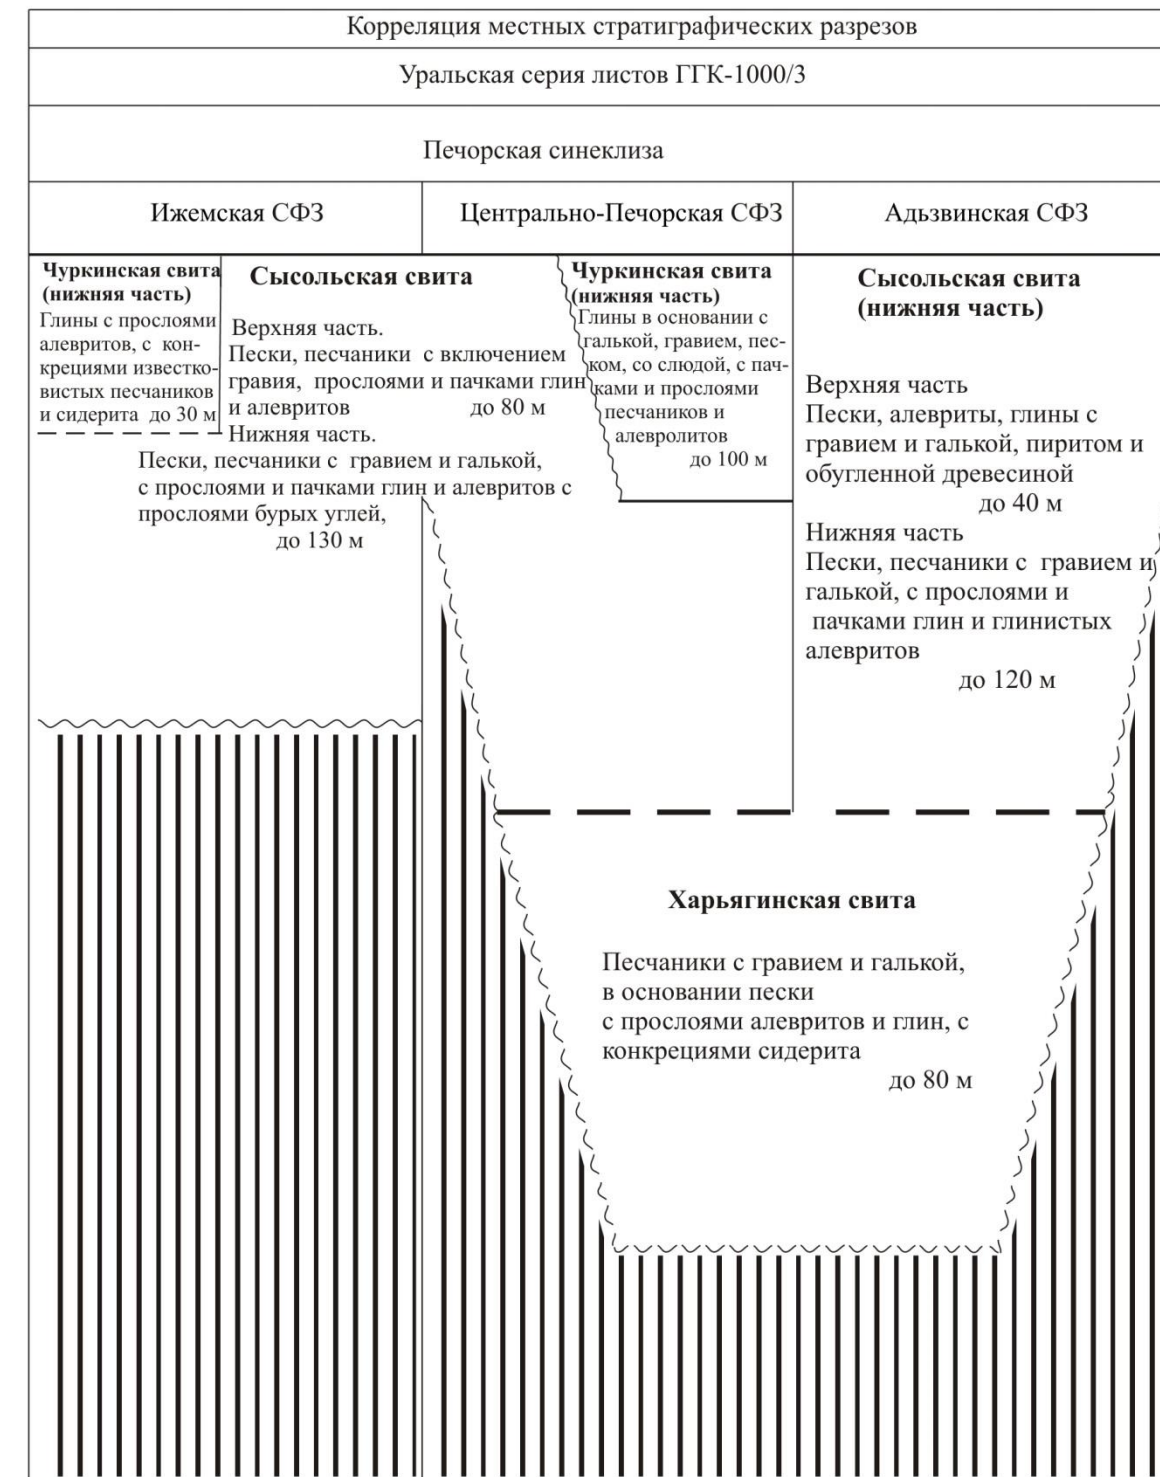 Корреляция местных стратиграфических разрезов
Уральская серия листов ГГК-1000/3
Печорская синеклиза
Ижемская СФЗ
Центрально-Печорская СФЗ
Адьзвинская СФЗ
Чуркинская свита
(нижняя часть)
Глины с прослоями
алевритов, с кон-
крециями известко-
вистых песчаников
и сидерита до 30 м
Сысольская свита
Верхняя часть.
Пески, песчаники с включением
гравия, прослоями и пачками глин
и алевритов до 80 м
Нижняя часть.
Пески, песчаники с гравием и галькой,
с прослоями и пачками глин и алевритов с
прослоями бурых углей,
до 130 м
Чуркинская свита
(нижняя часть)
Глины в основании с
галькой, гравием, пес-
ком, со слюдой, с пач-
ками и прослоями
песчаников и
алевролитов
до 100 м
Сысольская свита
(нижняя часть)
Верхняя часть
Пески, алевриты, глины с
гравием и галькой, пиритом и
обугленной древесиной
до 40 м
Нижняя часть
Пески, песчаники с гравием и
галькой, с прослоями и
пачками глин и глинистых
алевритов
до 120 м
Харьягинская свита
Песчаники с гравием и галькой,
в основании пески
с прослоями алевритов и глин, с
конкрециями сидерита
до 80 м